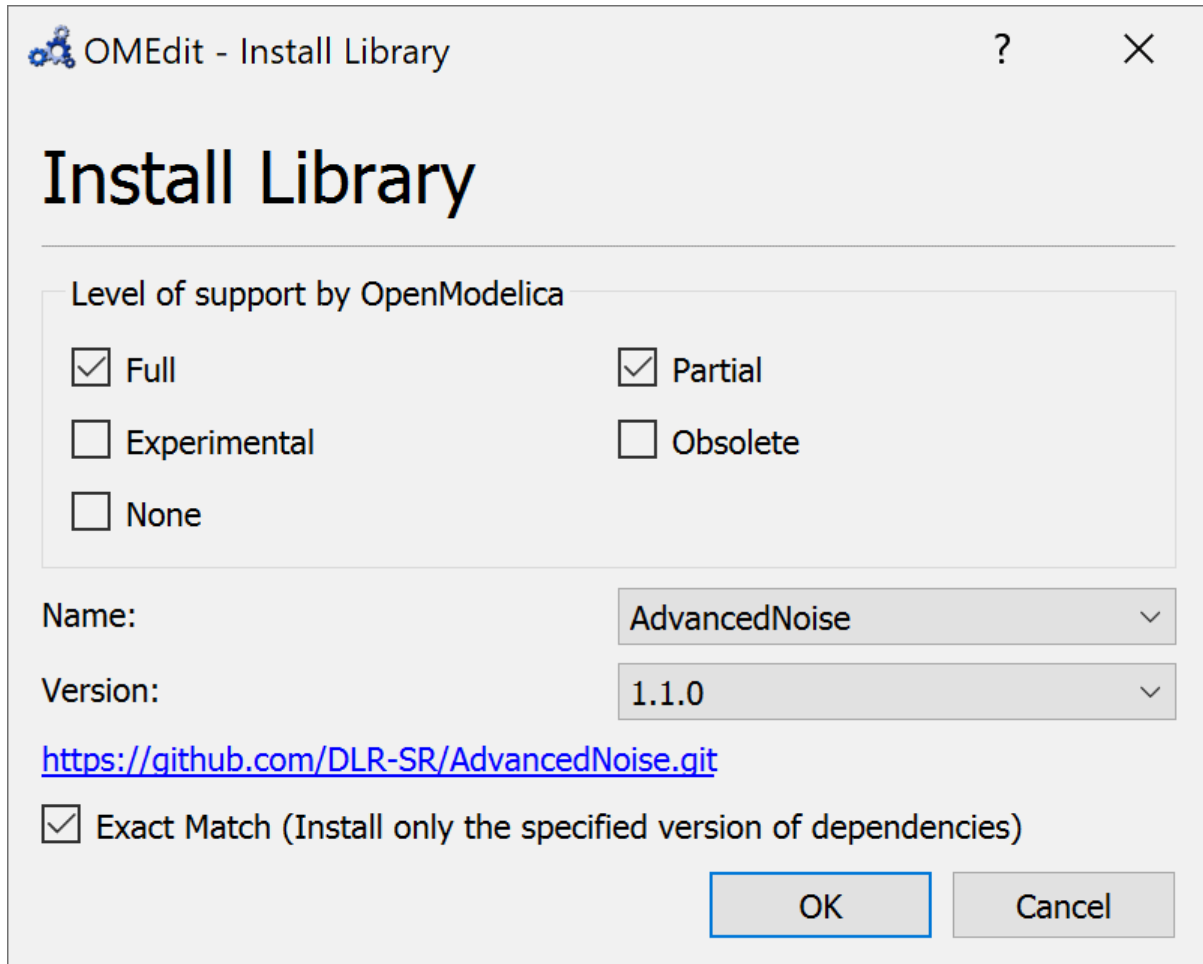 OMEdit - Install Library ?
Install Library
Level of support by OpenModelica
Full Partial
Experimental Obsolete
None
Name: AdvancedNoise
Version: 1.1.0
https://github.com/DLR-SR/AdvancedNoise.git
Exact Match (Install only the specified version of dependencies)
OK Cancel